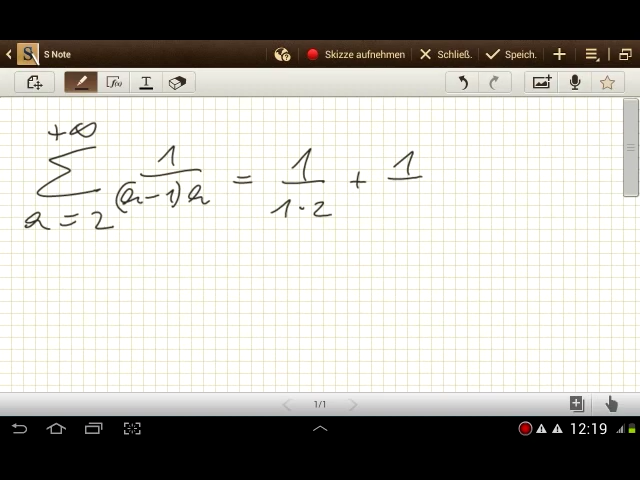 S Note
Skizze aufnehmen
Schließ.
Speich.
f(x)
T
+∞
∑ 1/((n−1)n) = 1/(1·2) + 1/
n = 2
1/1
12:19